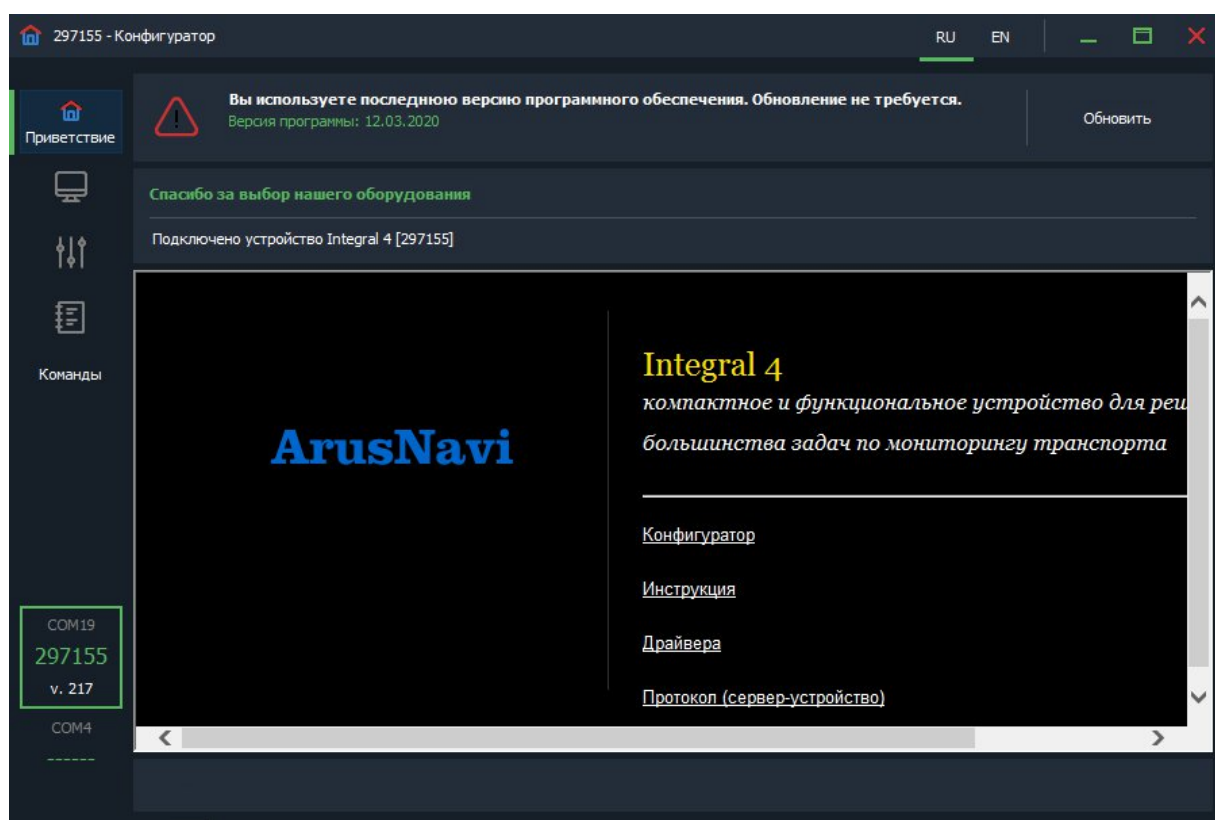 297155 - Конфигуратор
RU
EN
Приветствие
Вы используете последнюю версию программного обеспечения. Обновление не требуется.
Версия программы: 12.03.2020
Обновить
Спасибо за выбор нашего оборудования
Подключено устройство Integral 4 [297155]
Команды
ArusNavi
Integral 4
компактное и функциональное устройство для реш
большинства задач по мониторингу транспорта
Конфигуратор
Инструкция
Драйвера
Протокол (сервер-устройство)
COM19
297155
v. 217
COM4
------